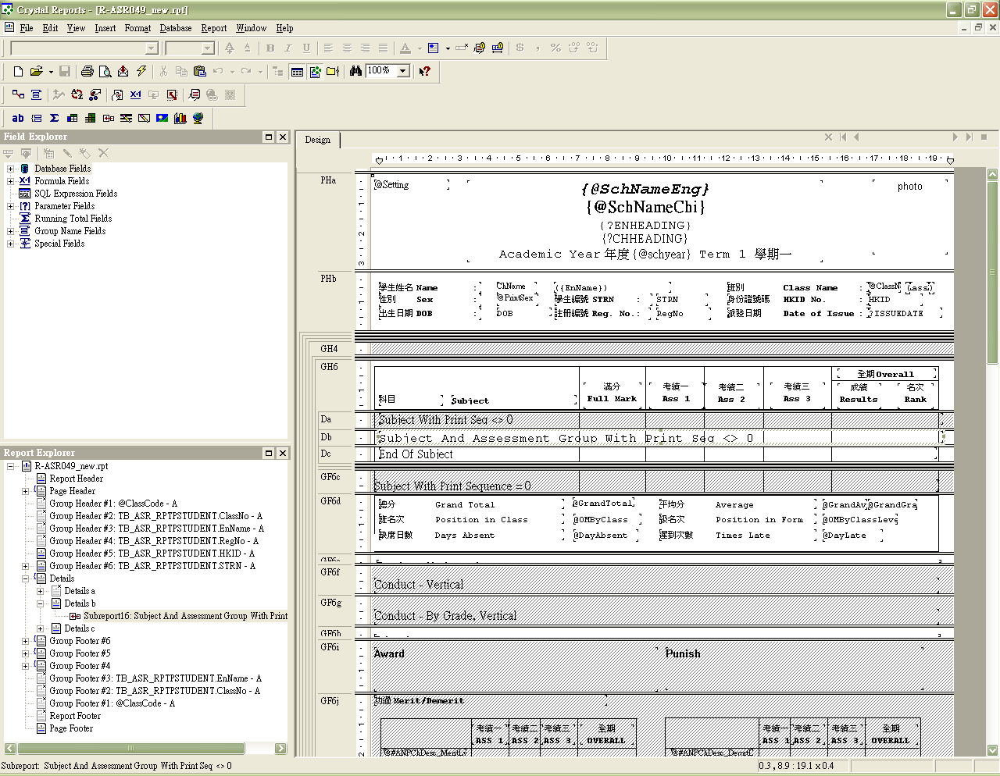 Crystal Reports - [R-ASR049_new.rpt]
File Edit View Insert Format Database Report Window Help
100%
Field Explorer
Database Fields
Formula Fields
SQL Expression Fields
Parameter Fields
Running Total Fields
Group Name Fields
Special Fields
Report Explorer
R-ASR049_new.rpt
Report Header
Page Header
Group Header #1: @ClassCode - A
Group Header #2: TB_ASR_RPTPSTUDENT.ClassNo - A
Group Header #3: TB_ASR_RPTPSTUDENT.EnName - A
Group Header #4: TB_ASR_RPTPSTUDENT.RegNo - A
Group Header #5: TB_ASR_RPTPSTUDENT.HKID - A
Group Header #6: TB_ASR_RPTPSTUDENT.STRN - A
Details
Details a
Details b
Subreport16: Subject And Assessment Group With Print
Details c
Group Footer #6
Group Footer #5
Group Footer #4
Group Footer #3: TB_ASR_RPTPSTUDENT.EnName - A
Group Footer #2: TB_ASR_RPTPSTUDENT.ClassNo - A
Group Footer #1: @ClassCode - A
Report Footer
Page Footer
Design
1 2 3 4 5 6 7 8 9 10 11 12 13 14 15 16 17 18 19
PHa
@Setting
{@SchNameEng}
photo
{@SchNameChi}
{?ENHEADING}
{?CHHEADING}
Academic Year 年度{@schyear} Term 1 學期一
PHb
學生姓名 Name : ChName ({EnName}) 班別 Class Name : @ClassN
性別 Sex : @PrintSex 學生編號 STRN : STRN 身份證號碼 HKID No. : HKID
出生日期 DOB : DOB 註冊編號 Reg. No.: RegNo 派發日期 Date of Issue : ?ISSUEDATE
GH4
GH6
全期 Overall
滿分 考績一 考績二 考績三 成績 名次
科目 Subject Full Mark Ass 1 Ass 2 Ass 3 Results Rank
Da Subject With Print Seq <> 0
Db Subject And Assessment Group With Print Seq <> 0
Dc End Of Subject
GF6c
Subject With Print Sequence = 0
GF6d
總分 Grand Total @GrandTotal 平均分 Average @GrandAv @GrandGra
班名次 Position in Class @OMByClass 級名次 Position in Form @OMByClassLeve
缺席日數 Days Absent @DayAbsent 遲到次數 Times Late @DayLate
GF6e
GF6f
Conduct - Vertical
GF6g
Conduct - By Grade, Vertical
GF6h
GF6i
Award Punish
GF6j
功過 Merit/Demerit
考績一 考績二 考績三 全期 考績一 考績二 考績三 全期
ASS 1 ASS 2 ASS 3 OVERALL ASS 1 ASS 2 ASS 3 OVERALL
Subreport: Subject And Assessment Group With Print Seq <> 0
0.3 , 8.9 : 19.1 x 0.4